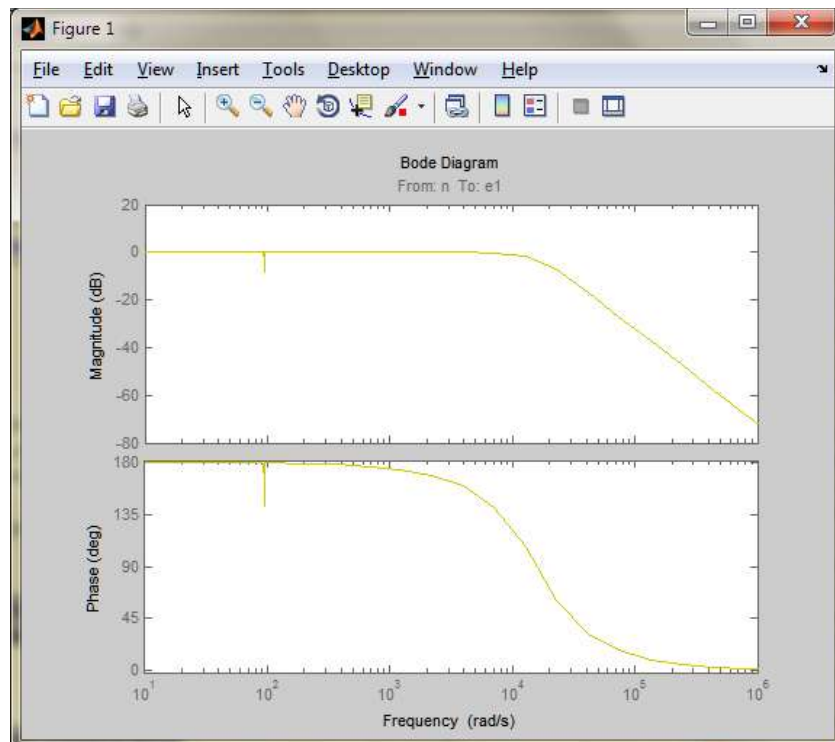 Figure 1
File Edit View Insert Tools Desktop Window Help
Bode Diagram
From: n To: e1
20
0
-20
-40
-60
-80
Magnitude (dB)
180
135
90
45
0
Phase (deg)
10^1 10^2 10^3 10^4 10^5 10^6
Frequency (rad/s)